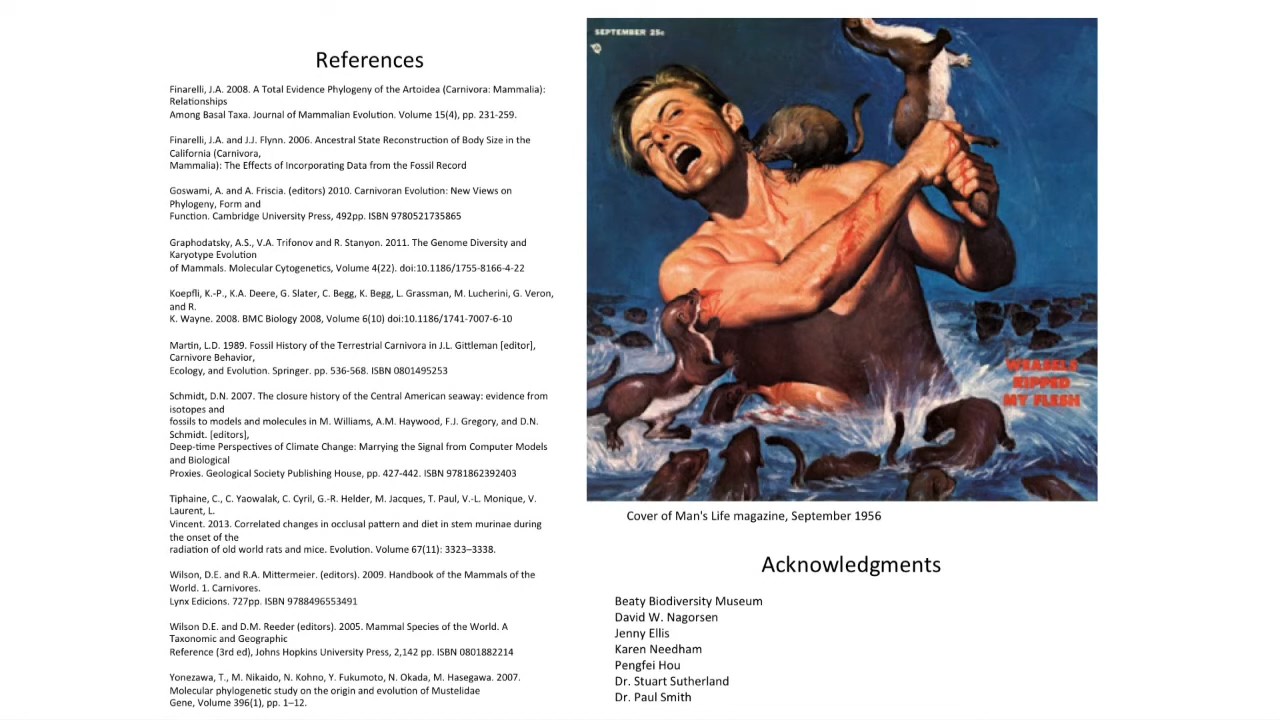 References
Finarelli, J.A. 2008. A Total Evidence Phylogeny of the Artoidea (Carnivora: Mammalia):
Relationships
Among Basal Taxa. Journal of Mammalian Evolution. Volume 15(4), pp. 231-259.
Finarelli, J.A. and J.J. Flynn. 2006. Ancestral State Reconstruction of Body Size in the
California (Carnivora,
Mammalia): The Effects of Incorporating Data from the Fossil Record
Goswami, A. and A. Friscia. (editors) 2010. Carnivoran Evolution: New Views on
Phylogeny, Form and
Function. Cambridge University Press, 492pp. ISBN 9780521735865
Graphodatsky, A.S., V.A. Trifonov and R. Stanyon. 2011. The Genome Diversity and
Karyotype Evolution
of Mammals. Molecular Cytogenetics, Volume 4(22). doi:10.1186/1755-8166-4-22
Koepfli, K.-P., K.A. Deere, G. Slater, C. Begg, K. Begg, L. Grassman, M. Lucherini, G. Veron,
and R.
K. Wayne. 2008. BMC Biology 2008, Volume 6(10) doi:10.1186/1741-7007-6-10
Martin, L.D. 1989. Fossil History of the Terrestrial Carnivora in J.L. Gittleman [editor],
Carnivore Behavior,
Ecology, and Evolution. Springer. pp. 536-568. ISBN 0801495253
Schmidt, D.N. 2007. The closure history of the Central American seaway: evidence from
isotopes and
fossils to models and molecules in M. Williams, A.M. Haywood, F.J. Gregory, and D.N.
Schmidt. [editors],
Deep-time Perspectives of Climate Change: Marrying the Signal from Computer Models
and Biological
Proxies. Geological Society Publishing House, pp. 427-442. ISBN 9781862392403
Tiphaine, C., C. Yaowalak, C. Cyril, G.-R. Helder, M. Jacques, T. Paul, V.-L. Monique, V.
Laurent, L.
Vincent. 2013. Correlated changes in occlusal pattern and diet in stem murinae during
the onset of the
radiation of old world rats and mice. Evolution. Volume 67(11): 3323–3338.
Wilson, D.E. and R.A. Mittermeier. (editors). 2009. Handbook of the Mammals of the
World. 1. Carnivores.
Lynx Edicions. 727pp. ISBN 9788496553491
Wilson D.E. and D.M. Reeder (editors). 2005. Mammal Species of the World. A
Taxonomic and Geographic
Reference (3rd ed), Johns Hopkins University Press, 2,142 pp. ISBN 0801882214
Yonezawa, T., M. Nikaido, N. Kohno, Y. Fukumoto, N. Okada, M. Hasegawa. 2007.
Molecular phylogenetic study on the origin and evolution of Mustelidae
Gene, Volume 396(1), pp. 1–12.
SEPTEMBER 25c
WEASELS
RIPPED
MY FLESH
Cover of Man's Life magazine, September 1956
Acknowledgments
Beaty Biodiversity Museum
David W. Nagorsen
Jenny Ellis
Karen Needham
Pengfei Hou
Dr. Stuart Sutherland
Dr. Paul Smith